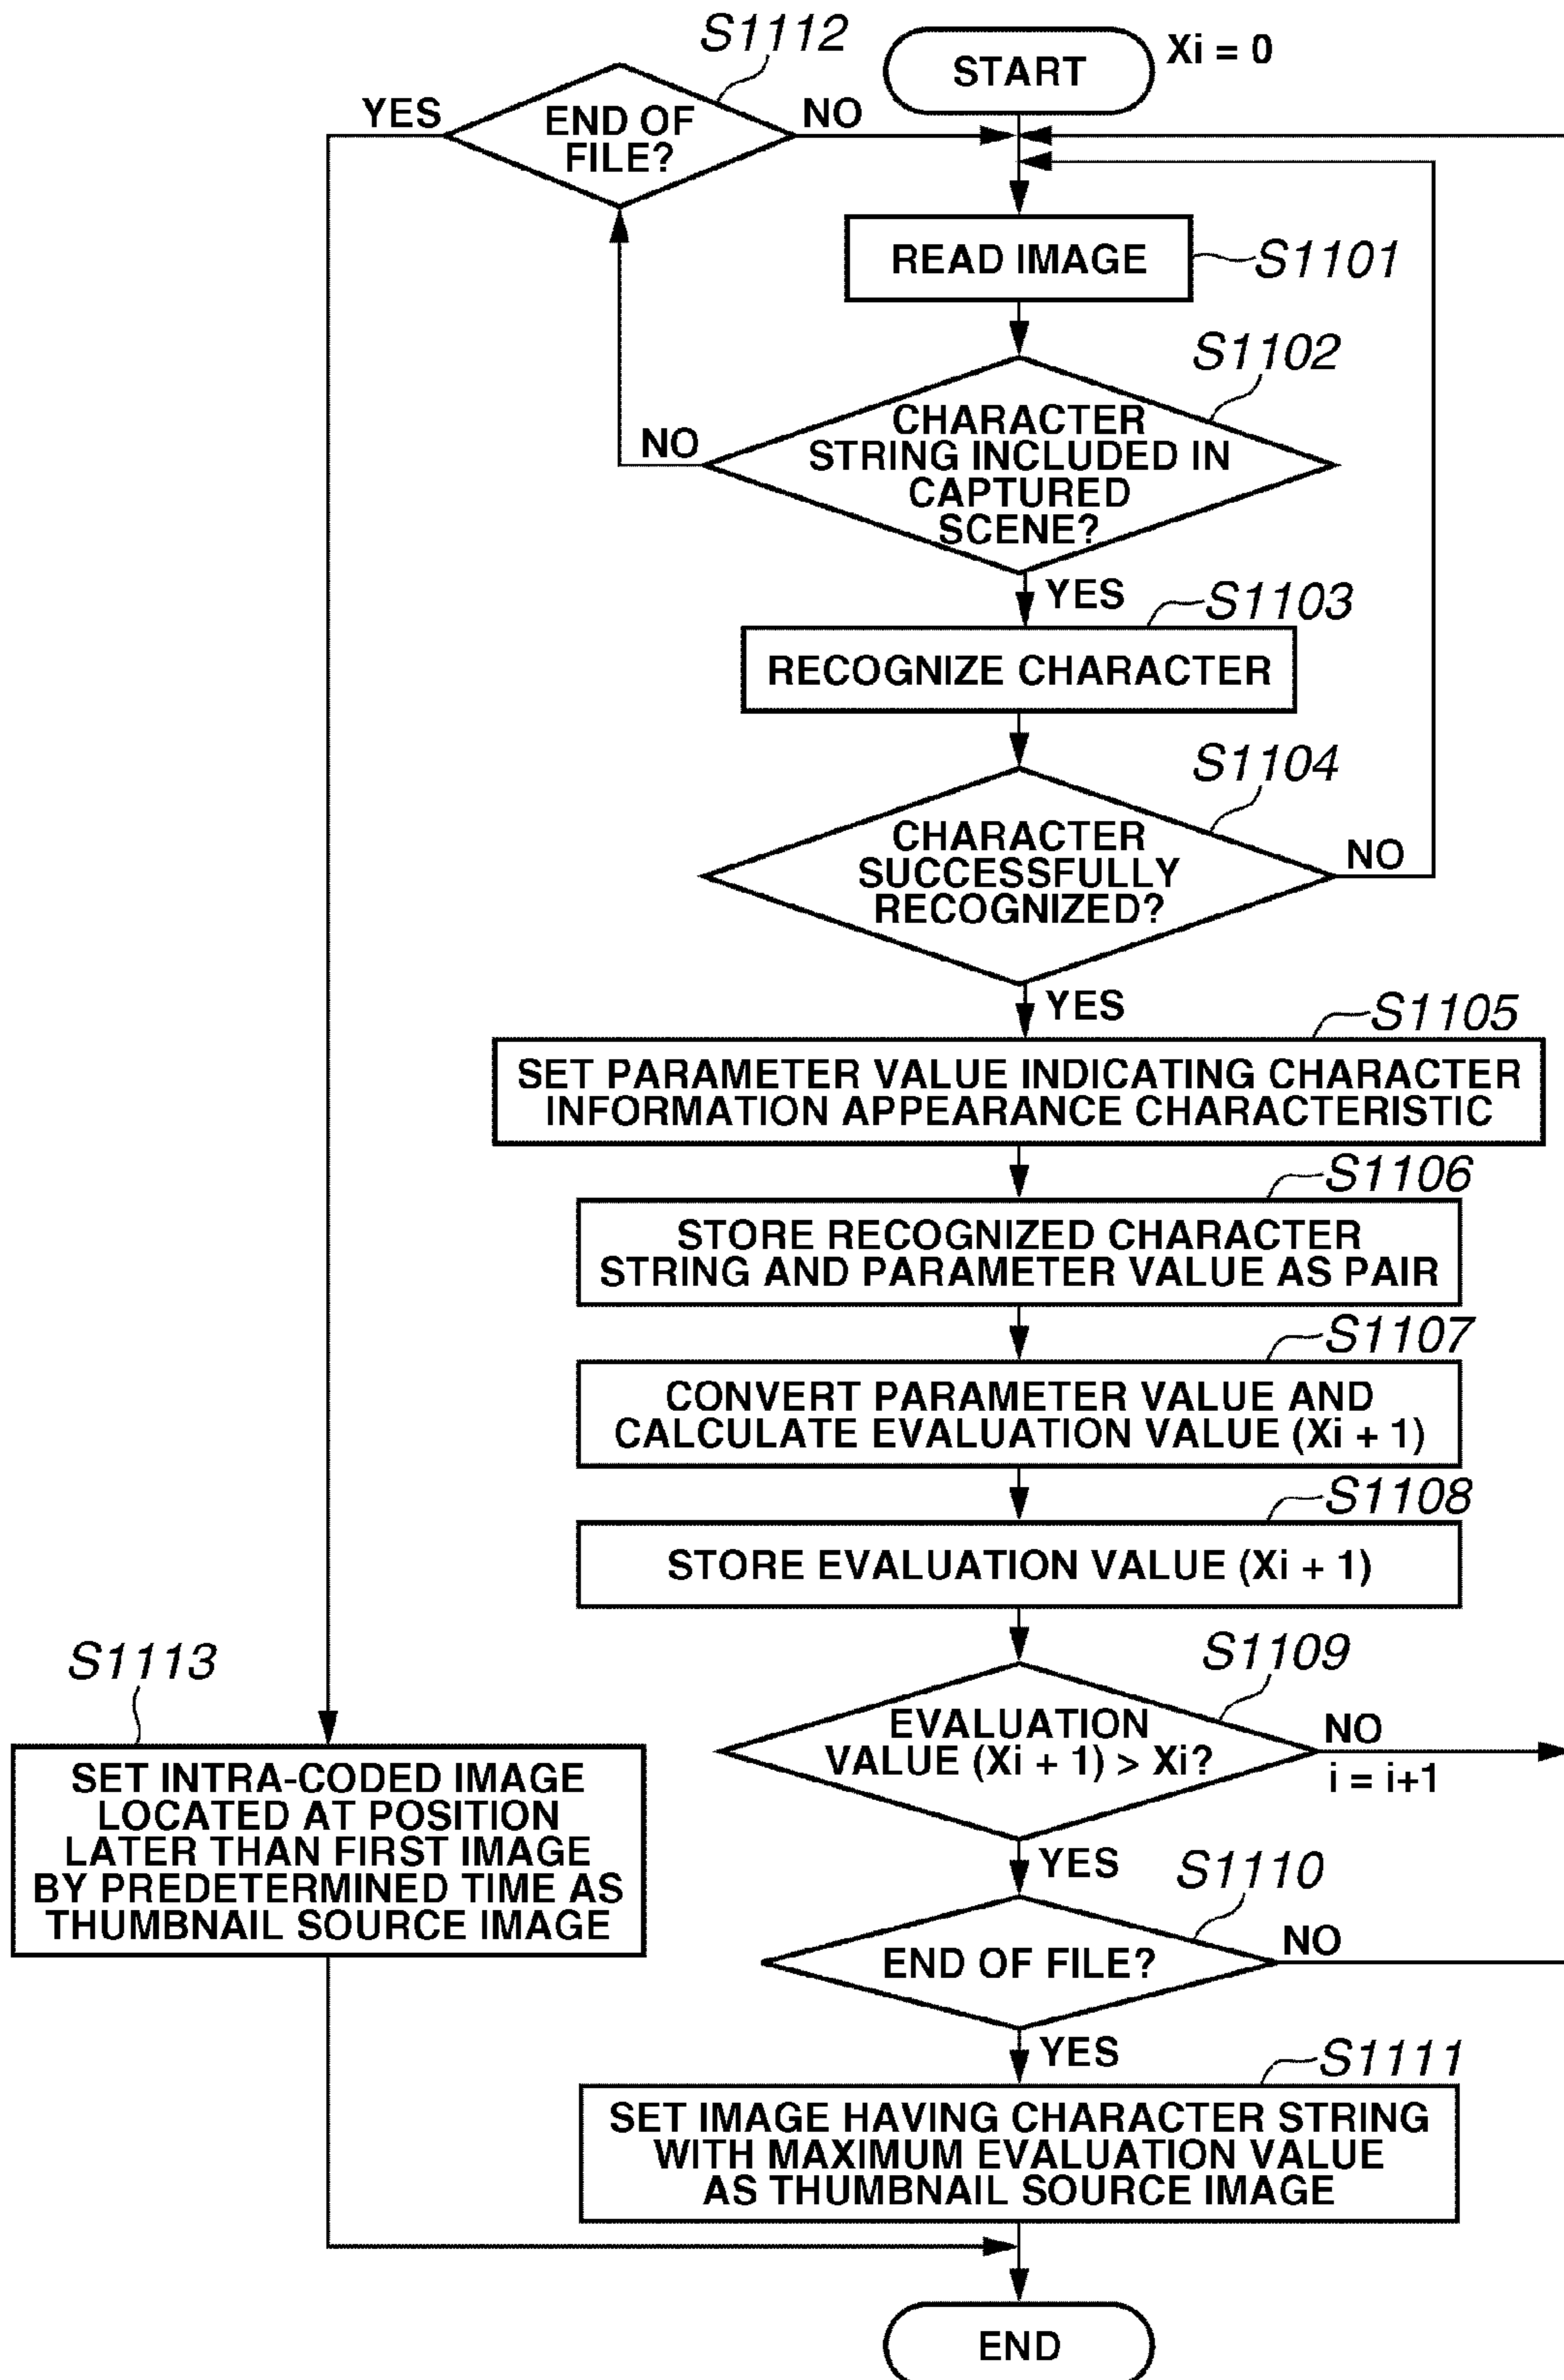 S1112
START
Xi = 0
YES
END OF
FILE?
NO
READ IMAGE
S1101
S1102
CHARACTER
STRING INCLUDED IN
CAPTURED
SCENE?
NO
YES
S1103
RECOGNIZE CHARACTER
S1104
CHARACTER
SUCCESSFULLY
RECOGNIZED?
NO
YES
S1105
SET PARAMETER VALUE INDICATING CHARACTER
INFORMATION APPEARANCE CHARACTERISTIC
S1106
STORE RECOGNIZED CHARACTER
STRING AND PARAMETER VALUE AS PAIR
S1107
CONVERT PARAMETER VALUE AND
CALCULATE EVALUATION VALUE (Xi + 1)
S1108
STORE EVALUATION VALUE (Xi + 1)
S1109
EVALUATION
VALUE (Xi + 1) > Xi?
NO
i = i+1
YES
S1113
SET INTRA-CODED IMAGE
LOCATED AT POSITION
LATER THAN FIRST IMAGE
BY PREDETERMINED TIME AS
THUMBNAIL SOURCE IMAGE
S1110
END OF FILE?
NO
YES
S1111
SET IMAGE HAVING CHARACTER STRING
WITH MAXIMUM EVALUATION VALUE
AS THUMBNAIL SOURCE IMAGE
END